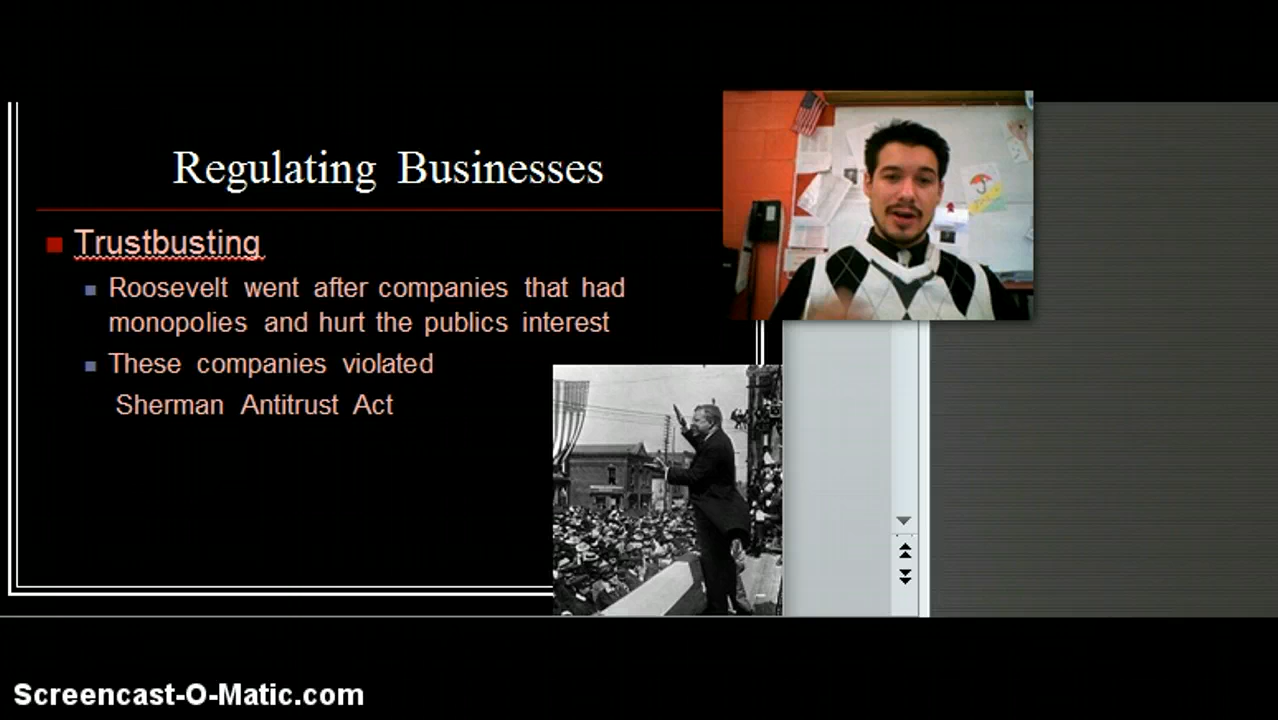 Regulating Businesses
Trustbusting
Roosevelt went after companies that had
monopolies and hurt the publics interest
These companies violated
Sherman Antitrust Act
Screencast-O-Matic.com